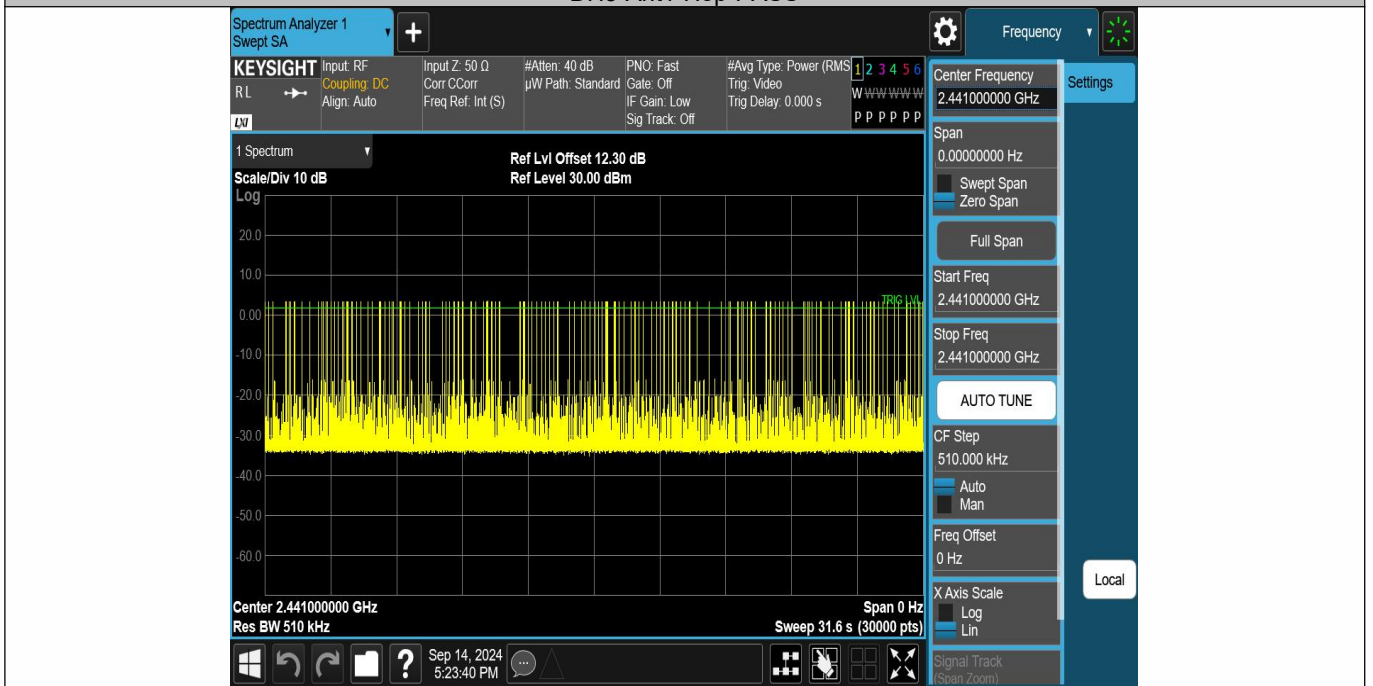 Spectrum Analyzer 1
Swept SA
+
Frequency
KEYSIGHT
RL
LXI
Input: RF
Coupling: DC
Align: Auto
Input Z: 50 Ω
Corr CCorr
Freq Ref: Int (S)
#Atten: 40 dB
µW Path: Standard
PNO: Fast
Gate: Off
IF Gain: Low
Sig Track: Off
#Avg Type: Power (RMS
Trig: Video
Trig Delay: 0.000 s
1 2 3 4 5 6
W W W W W W
P P P P P P
1 Spectrum
Scale/Div 10 dB
Ref Lvl Offset 12.30 dB
Ref Level 30.00 dBm
Log
20.0
10.0
0.00
-10.0
-20.0
-30.0
-40.0
-50.0
-60.0
TRIG LVL
Center 2.441000000 GHz
Res BW 510 kHz
Span 0 Hz
Sweep 31.6 s (30000 pts)
Center Frequency
2.441000000 GHz
Settings
Span
0.00000000 Hz
Swept Span
Zero Span
Full Span
Start Freq
2.441000000 GHz
Stop Freq
2.441000000 GHz
AUTO TUNE
CF Step
510.000 kHz
Auto
Man
Freq Offset
0 Hz
X Axis Scale
Log
Lin
Signal Track
(Span Zoom)
Local
?
Sep 14, 2024
5:23:40 PM